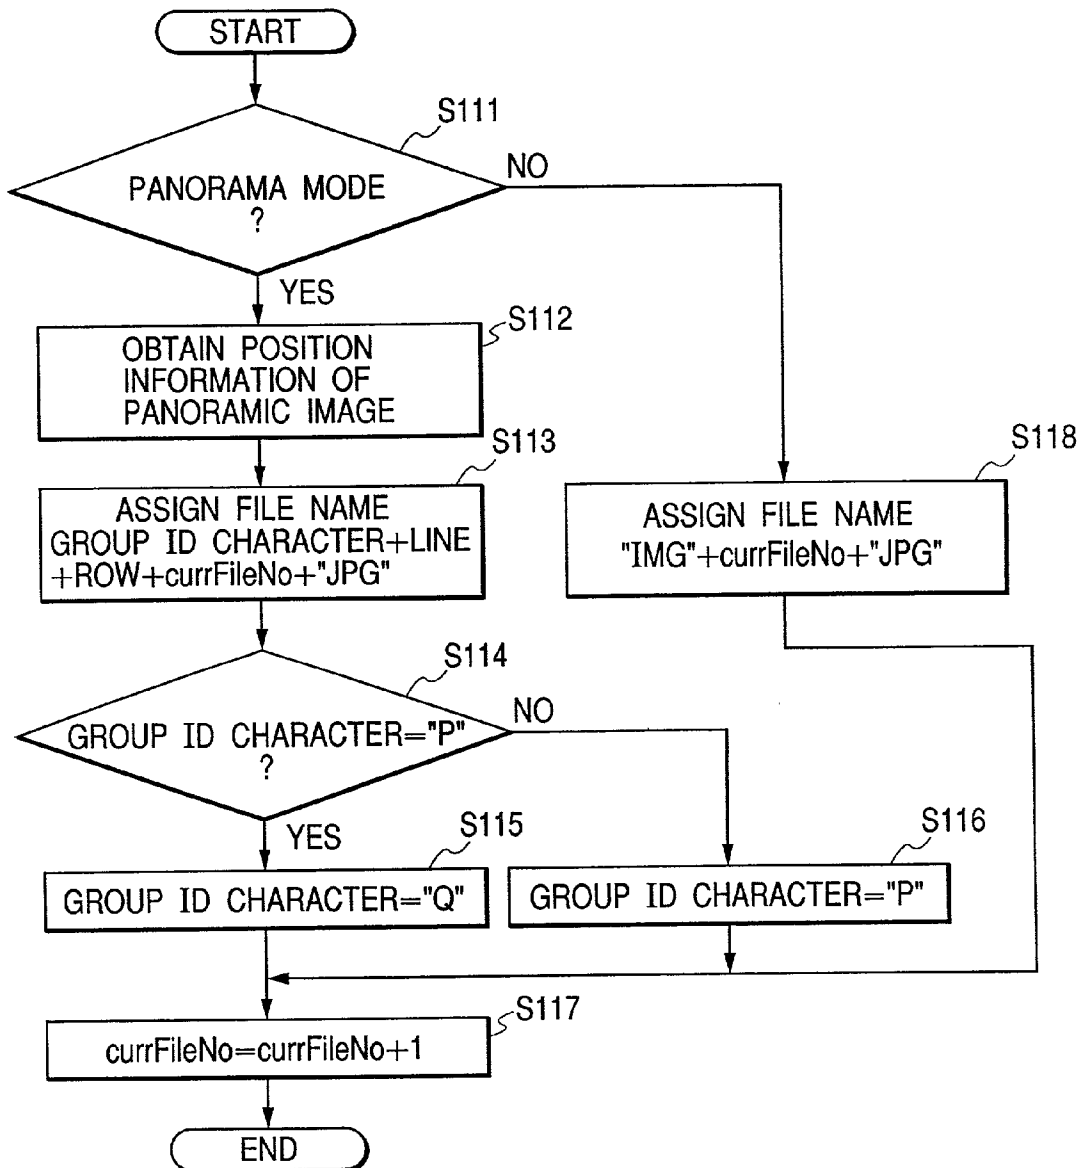 START
S111
PANORAMA MODE
?
NO
YES
S112
OBTAIN POSITION
INFORMATION OF
PANORAMIC IMAGE
S113
ASSIGN FILE NAME
GROUP ID CHARACTER+LINE
+ROW+currFileNo+"JPG"
S118
ASSIGN FILE NAME
"IMG"+currFileNo+"JPG"
S114
GROUP ID CHARACTER="P"
?
NO
YES
S115
GROUP ID CHARACTER="Q"
S116
GROUP ID CHARACTER="P"
S117
currFileNo=currFileNo+1
END